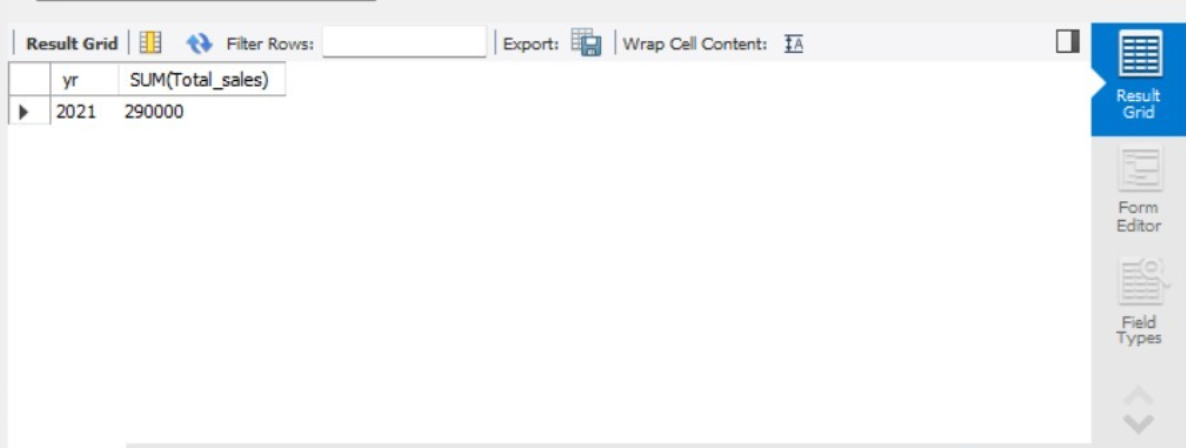 Result Grid Filter Rows: Export: Wrap Cell Content: IA
yr SUM(Total_sales)
2021 290000
Result
Grid
Form
Editor
Field
Types